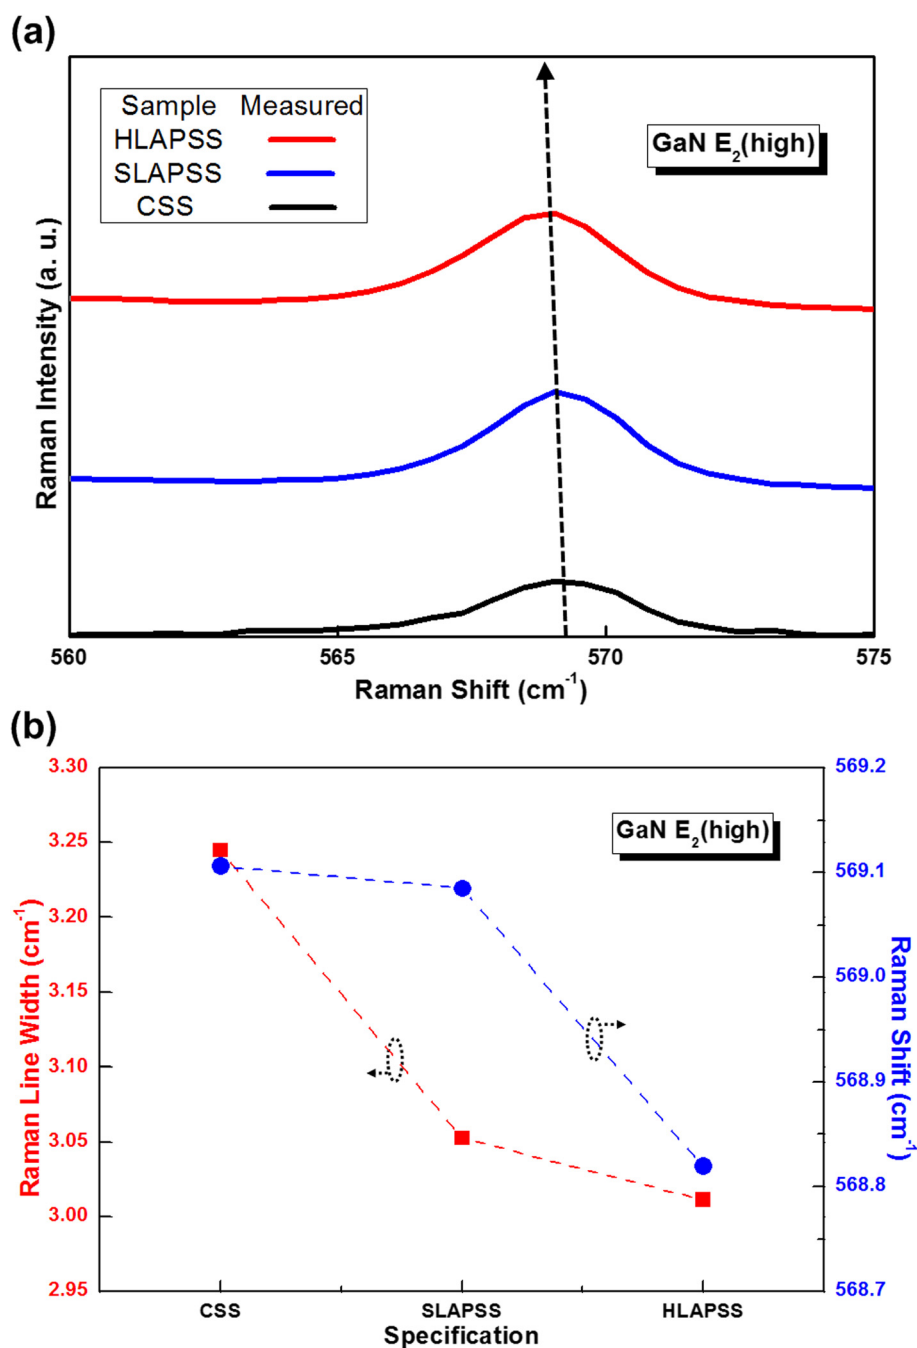 (a)
Sample Measured
HLAPSS
SLAPSS
CSS
GaN E2(high)
Raman Intensity (a. u.)
560 565 570 575
Raman Shift (cm-1)
(b)
3.30
3.25
3.20
3.15
3.10
3.05
3.00
2.95
Raman Line Width (cm-1)
GaN E2(high)
569.2
569.1
569.0
568.9
568.8
568.7
Raman Shift (cm-1)
CSS SLAPSS HLAPSS
Specification